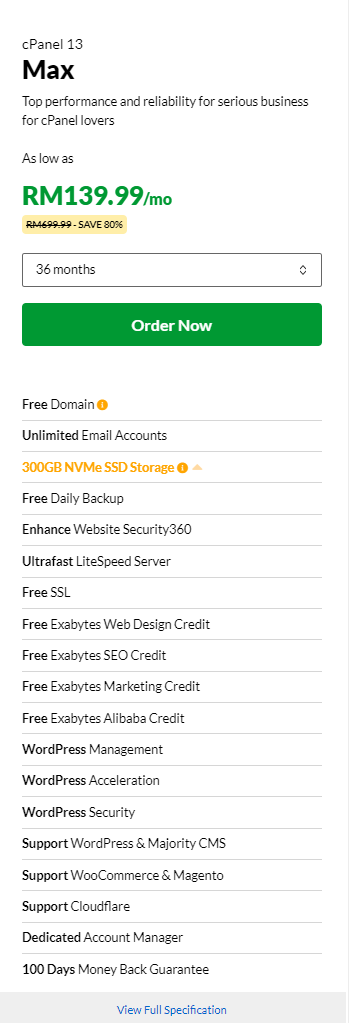 cPanel 13
Max
Top performance and reliability for serious business
for cPanel lovers
As low as
RM139.99/mo
RM699.99 - SAVE 80%
36 months
Order Now
Free Domain
Unlimited Email Accounts
300GB NVMe SSD Storage
Free Daily Backup
Enhance Website Security360
Ultrafast LiteSpeed Server
Free SSL
Free Exabytes Web Design Credit
Free Exabytes SEO Credit
Free Exabytes Marketing Credit
Free Exabytes Alibaba Credit
WordPress Management
WordPress Acceleration
WordPress Security
Support WordPress & Majority CMS
Support WooCommerce & Magento
Support Cloudflare
Dedicated Account Manager
100 Days Money Back Guarantee
View Full Specification